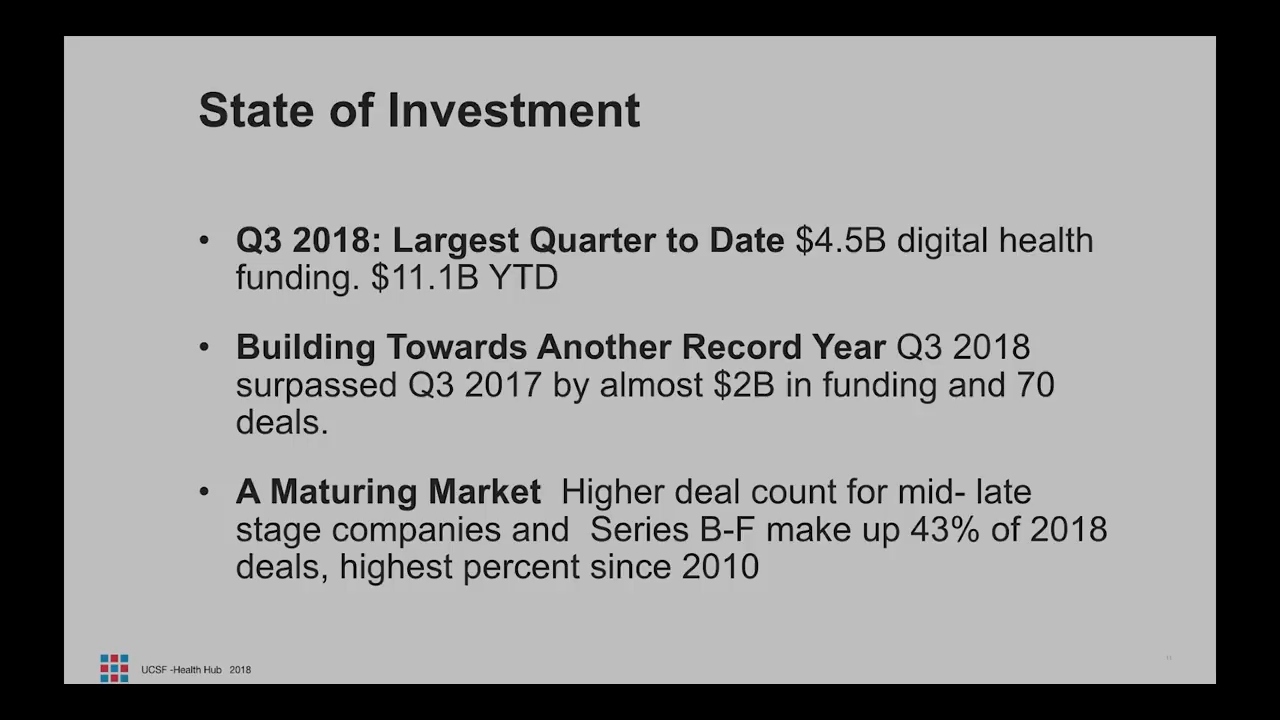 State of Investment
• Q3 2018: Largest Quarter to Date $4.5B digital health
funding. $11.1B YTD
• Building Towards Another Record Year Q3 2018
surpassed Q3 2017 by almost $2B in funding and 70
deals.
• A Maturing Market  Higher deal count for mid- late
stage companies and  Series B-F make up 43% of 2018
deals, highest percent since 2010
UCSF -Health Hub  2018